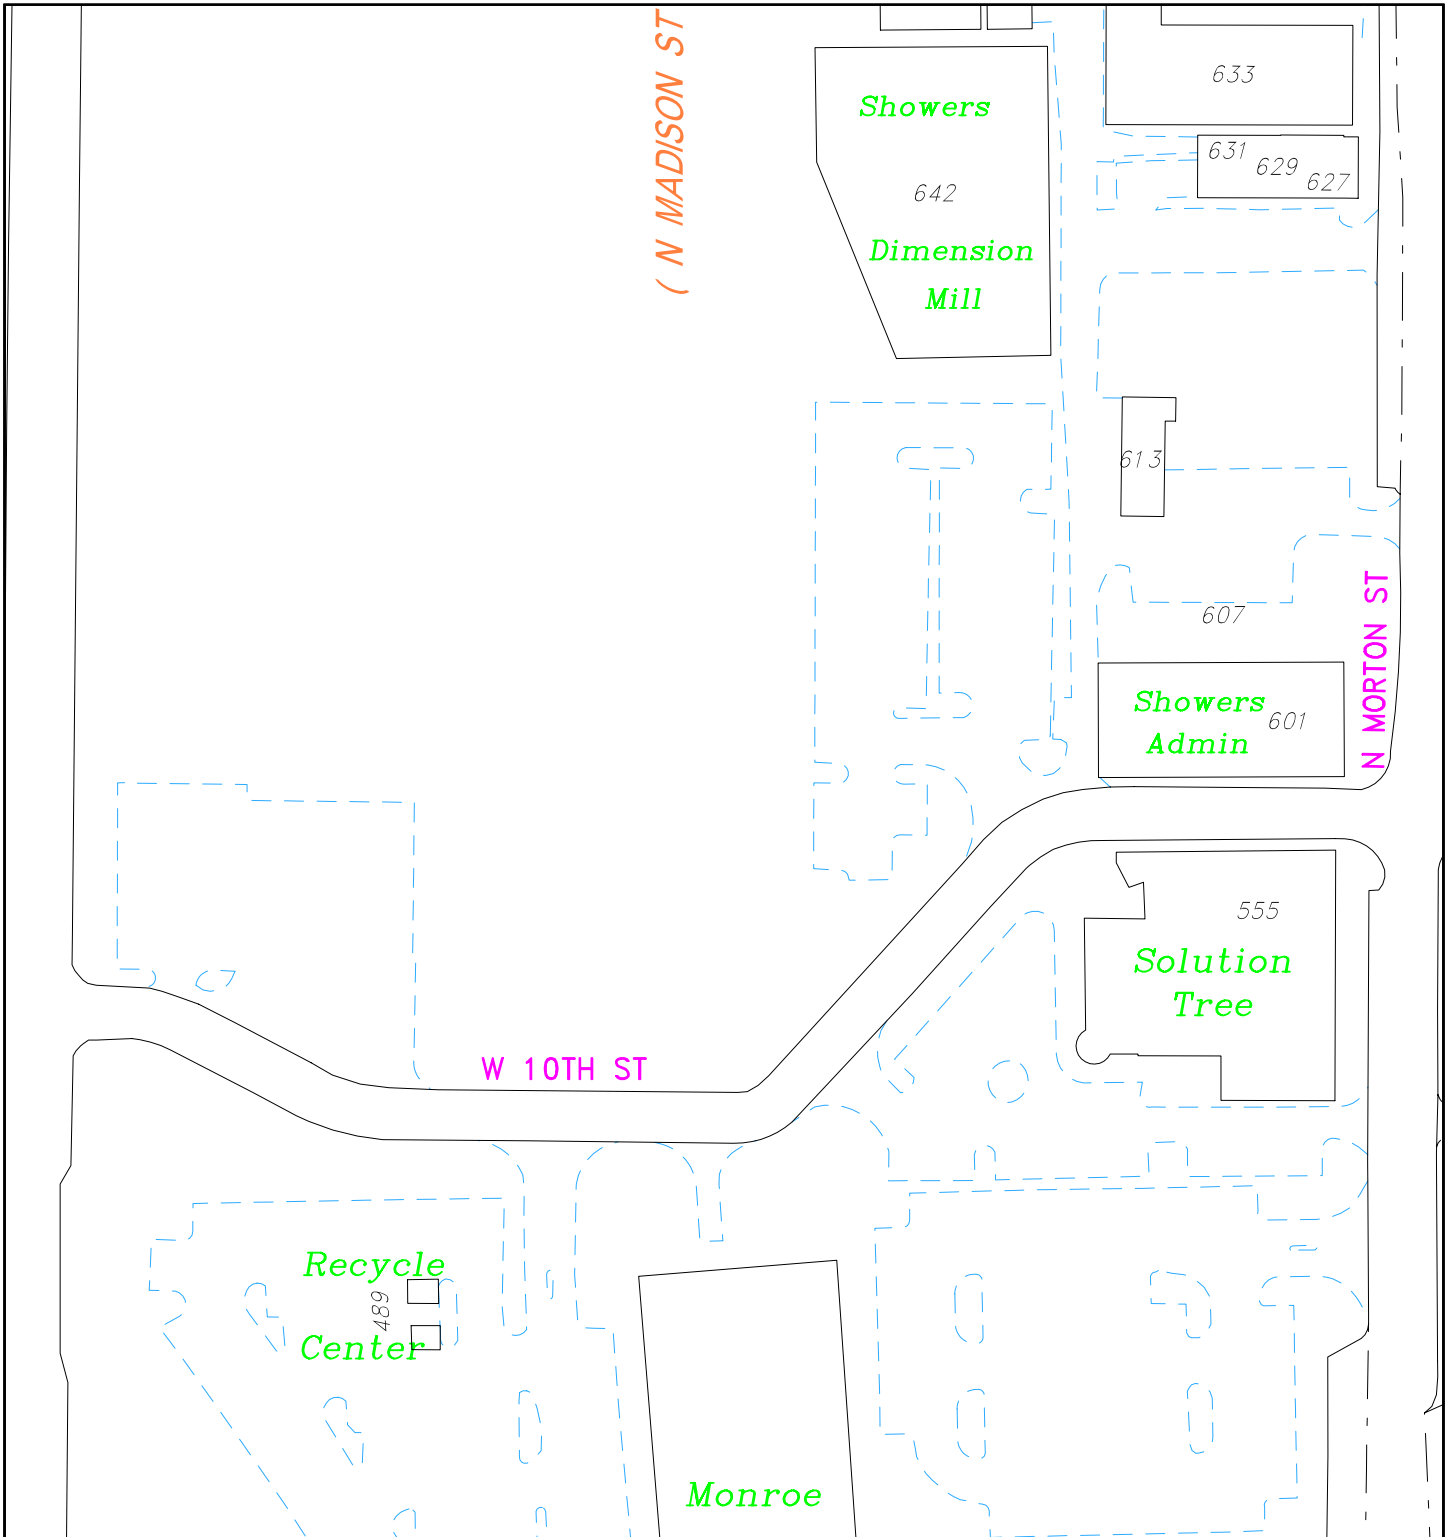 ( N MADISON ST
633
Showers
631
629
627
642
Dimension
Mill
613
607
N MORTON ST
Showers
601
Admin
555
Solution
Tree
W 10TH ST
Recycle
489
Center
Monroe